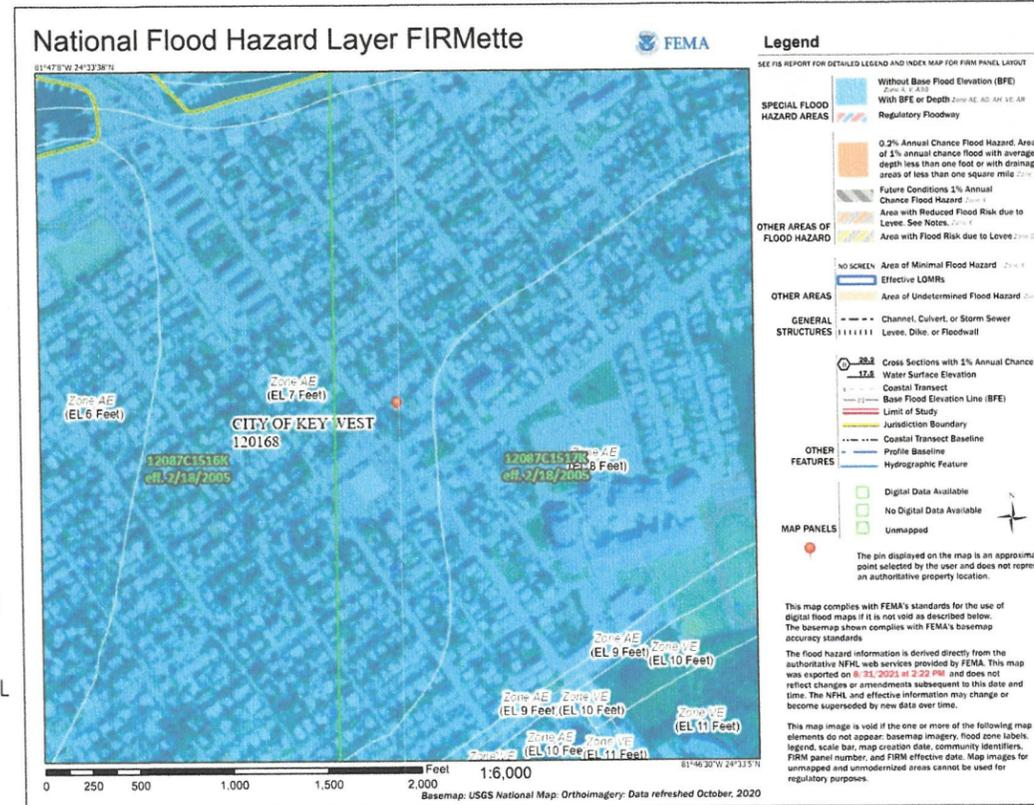 National Flood Hazard Layer FIRMette
FEMA
Legend
81°47'8"W 24°33'38"N
SEE FIS REPORT FOR DETAILED LEGEND AND INDEX MAP FOR FIRM PANEL LAYOUT
SPECIAL FLOOD
HAZARD AREAS
Without Base Flood Elevation (BFE)
Zone A, V, A99
With BFE or Depth Zone AE, AO, AH, VE, AR
Regulatory Floodway
0.2% Annual Chance Flood Hazard, Area
of 1% annual chance flood with average
depth less than one foot or with drainag
areas of less than one square mile Zone
Future Conditions 1% Annual
Chance Flood Hazard Zone X
Area with Reduced Flood Risk due to
Levee. See Notes. Zone X
Area with Flood Risk due to Levee Zone D
OTHER AREAS OF
FLOOD HAZARD
NO SCREEN Area of Minimal Flood Hazard Zone X
Effective LOMRs
OTHER AREAS
Area of Undetermined Flood Hazard
GENERAL
STRUCTURES
Channel, Culvert, or Storm Sewer
Levee, Dike, or Floodwall
20.2 Cross Sections with 1% Annual Chance
17.5 Water Surface Elevation
Coastal Transect
Base Flood Elevation Line (BFE)
Limit of Study
Jurisdiction Boundary
Coastal Transect Baseline
OTHER
FEATURES
Profile Baseline
Hydrographic Feature
Digital Data Available
No Digital Data Available
Unmapped
MAP PANELS
N
The pin displayed on the map is an approxima
point selected by the user and does not repre
an authoritative property location.
This map complies with FEMA's standards for the use of
digital flood maps if it is not void as described below.
The basemap shown complies with FEMA's basemap
accuracy standards
The flood hazard information is derived directly from the
authoritative NFHL web services provided by FEMA. This map
was exported on 8/31/2021 at 2:22 PM and does not
reflect changes or amendments subsequent to this date and
time. The NFHL and effective information may change or
become superseded by new data over time.
This map image is void if the one or more of the following map
elements do not appear: basemap imagery, flood zone labels,
legend, scale bar, map creation date, community identifiers,
FIRM panel number, and FIRM effective date. Map images for
unmapped and unmodernized areas cannot be used for
regulatory purposes.
Zone AE
(EL 6 Feet)
Zone AE
(EL 7 Feet)
CITY OF KEY WEST
120168
12087C1516K
eff. 2/18/2005
12087C1517K
eff. 2/18/2005
Zone AE
(EL 8 Feet)
Zone AE
(EL 9 Feet)
Zone VE
(EL 10 Feet)
Zone AE
(EL 9 Feet)
Zone VE
(EL 10 Feet)
Zone VE
(EL 11 Feet)
Zone AE
(EL 10 Feet)
Zone VE
(EL 11 Feet)
Zone VE
L
0 250 500 1,000 1,500 2,000
Feet
1:6,000
81°46'30"W 24°33'5"N
Basemap: USGS National Map: Orthoimagery: Data refreshed October, 2020